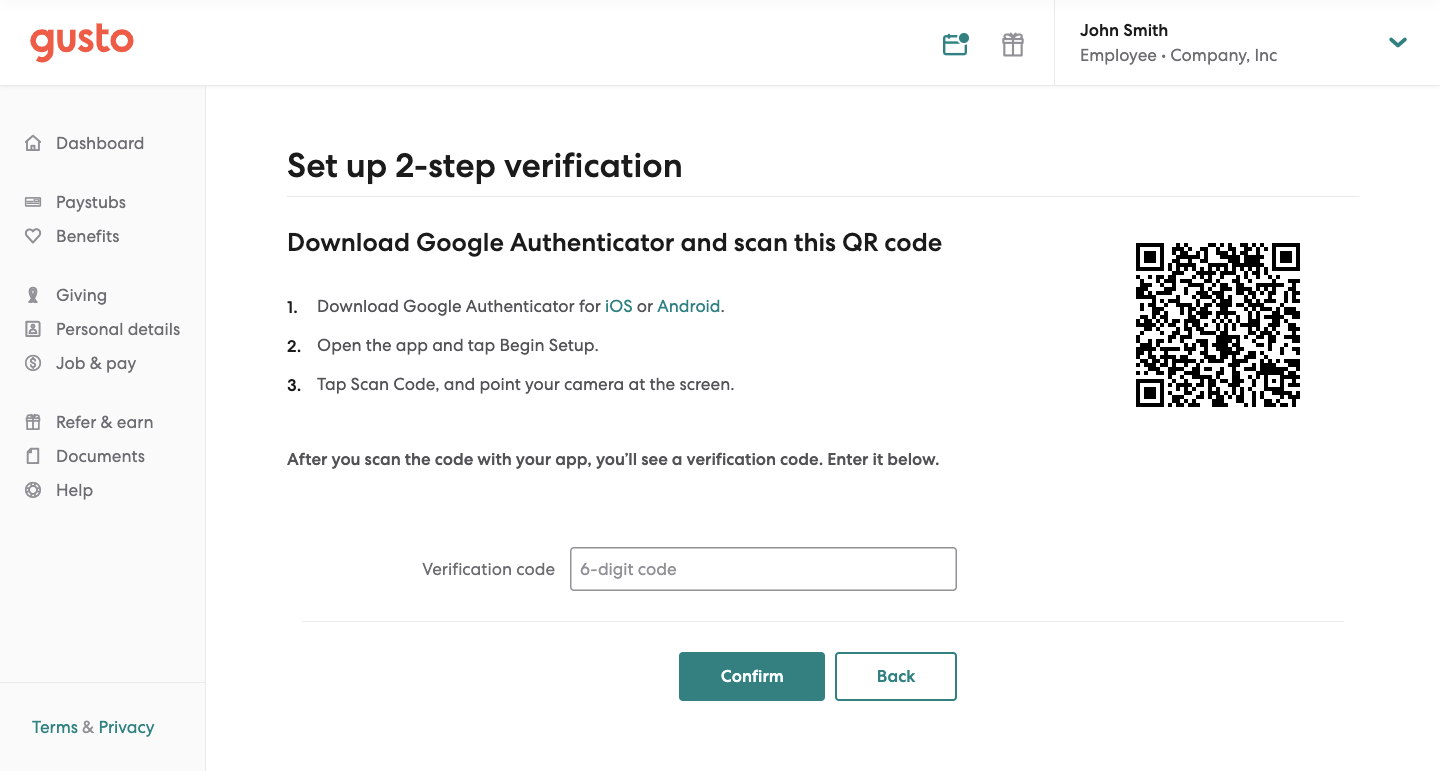 gusto
John Smith
Employee • Company, Inc
Dashboard
Paystubs
Benefits
Giving
Personal details
Job & pay
Refer & earn
Documents
Help
Terms & Privacy
Set up 2-step verification
Download Google Authenticator and scan this QR code
1. Download Google Authenticator for iOS or Android.
2. Open the app and tap Begin Setup.
3. Tap Scan Code, and point your camera at the screen.
After you scan the code with your app, you’ll see a verification code. Enter it below.
Verification code 6-digit code
Confirm Back